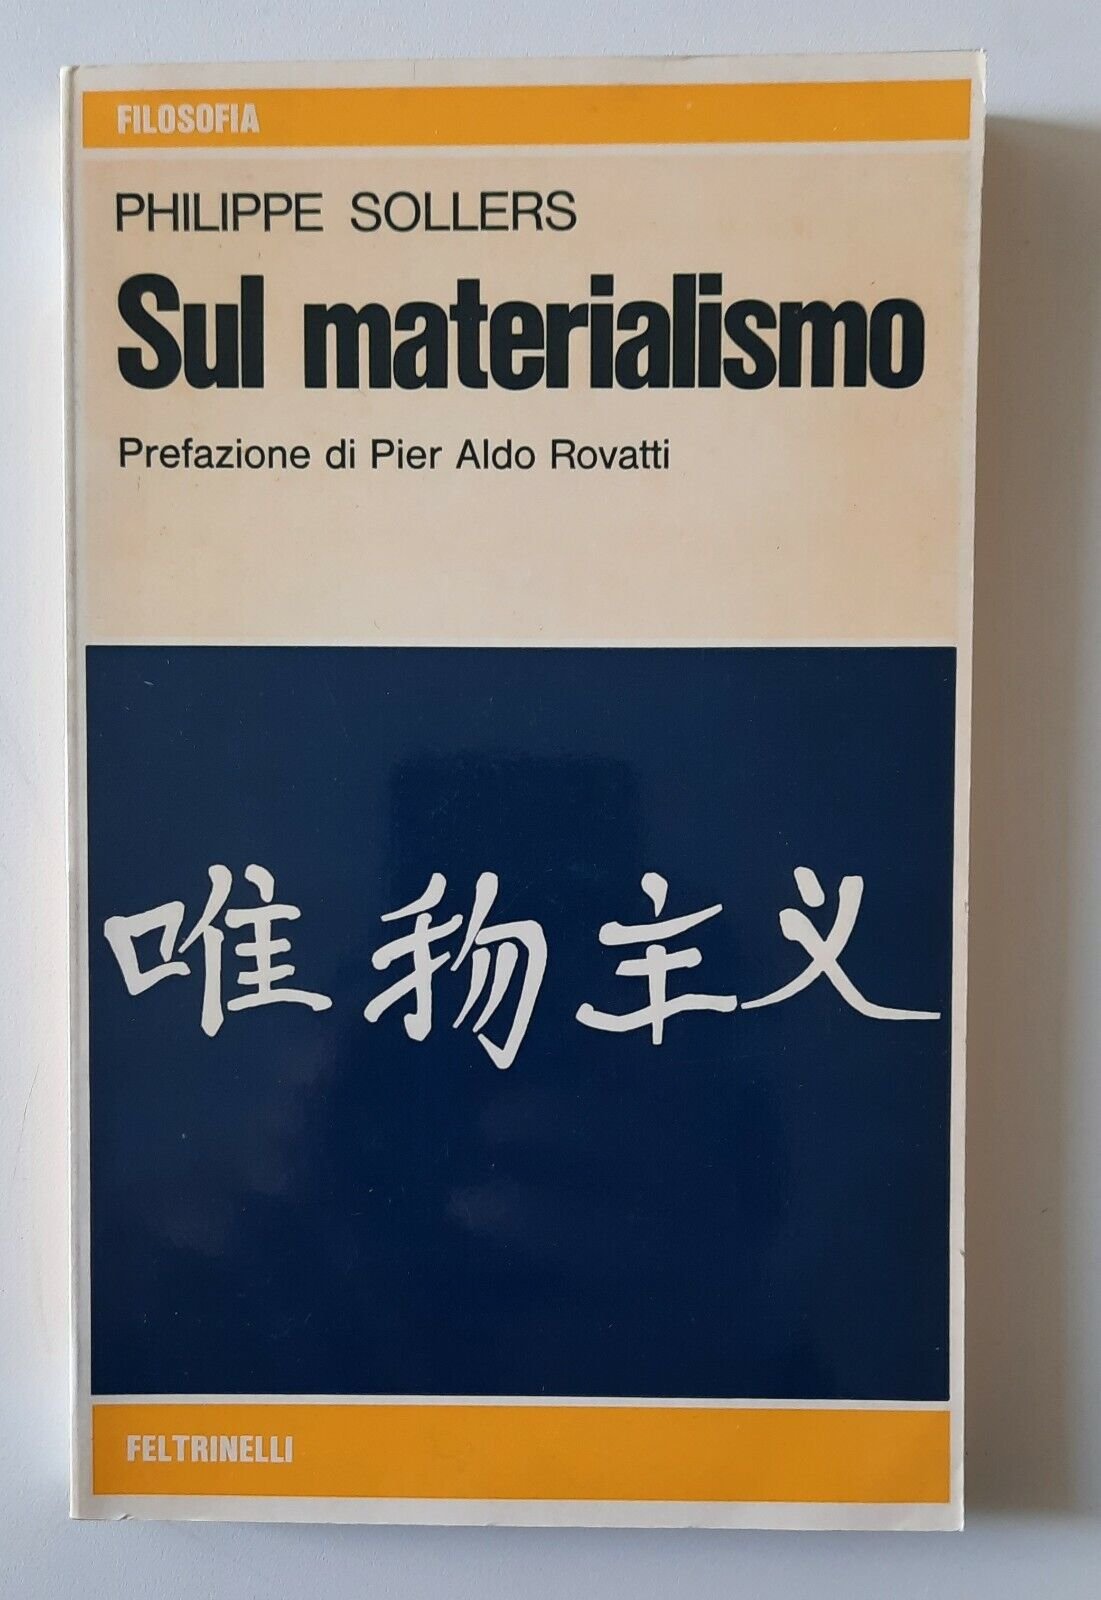 FILOSOFIA
PHILIPPE SOLLERS
Sul materialismo
Prefazione di Pier Aldo Rovatti
唯物主义
FELTRINELLI